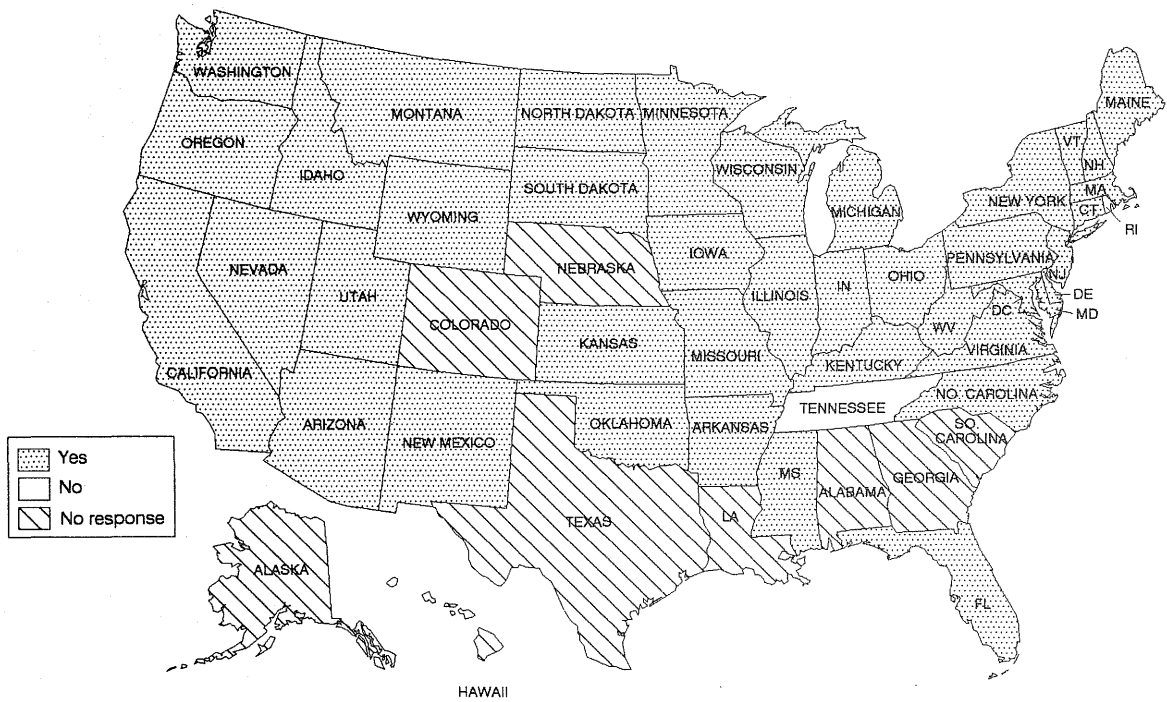 WASHINGTON
MONTANA
NORTH DAKOTA
MINNESOTA
MAINE
OREGON
IDAHO
WISCONSIN
VT
NH
SOUTH DAKOTA
WYOMING
MICHIGAN
NEW YORK
MA
CT
RI
NEVADA
NEBRASKA
IOWA
PENNSYLVANIA
OHIO
NJ
UTAH
ILLINOIS
IN
DE
MD
DC
WV
COLORADO
KANSAS
MISSOURI
VIRGINIA
KENTUCKY
CALIFORNIA
NO. CAROLINA
TENNESSEE
ARIZONA
NEW MEXICO
OKLAHOMA
ARKANSAS
SO.
CAROLINA
MS
ALABAMA
GEORGIA
Yes
No
No response
TEXAS
LA
ALASKA
FL
HAWAII